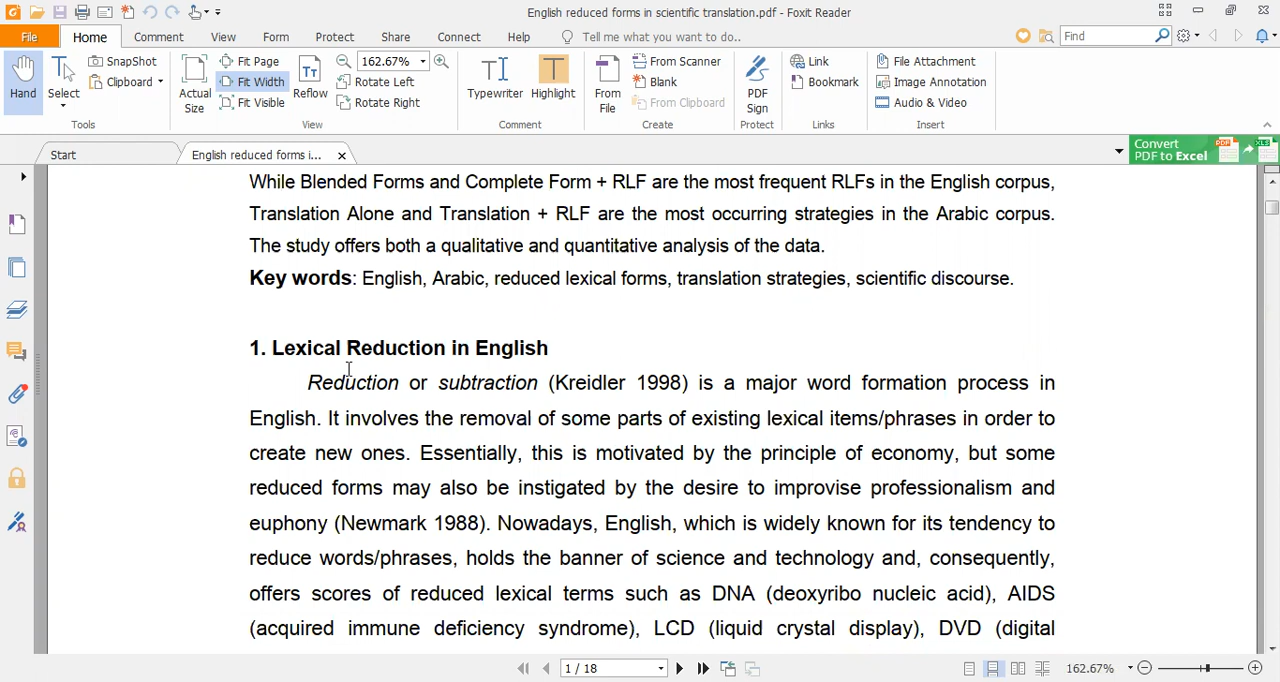 English reduced forms in scientific translation.pdf - Foxit Reader
File Home Comment View Form Protect Share Connect Help Tell me what you want to do.. Find
Hand Select SnapShot Clipboard
Tools
Actual Size Fit Page Fit Width Fit Visible Reflow 162.67% Rotate Left Rotate Right
View
Typewriter Highlight
Comment
From File From Scanner Blank From Clipboard
Create
PDF Sign
Protect
Link Bookmark
Links
File Attachment Image Annotation Audio & Video
Insert
Start English reduced forms i... Convert PDF to Excel PDF XLS
While Blended Forms and Complete Form + RLF are the most frequent RLFs in the English corpus,
Translation Alone and Translation + RLF are the most occurring strategies in the Arabic corpus.
The study offers both a qualitative and quantitative analysis of the data.
Key words: English, Arabic, reduced lexical forms, translation strategies, scientific discourse.
1. Lexical Reduction in English
Reduction or subtraction (Kreidler 1998) is a major word formation process in
English. It involves the removal of some parts of existing lexical items/phrases in order to
create new ones. Essentially, this is motivated by the principle of economy, but some
reduced forms may also be instigated by the desire to improvise professionalism and
euphony (Newmark 1988). Nowadays, English, which is widely known for its tendency to
reduce words/phrases, holds the banner of science and technology and, consequently,
offers scores of reduced lexical terms such as DNA (deoxyribo nucleic acid), AIDS
(acquired immune deficiency syndrome), LCD (liquid crystal display), DVD (digital
1 / 18 162.67%